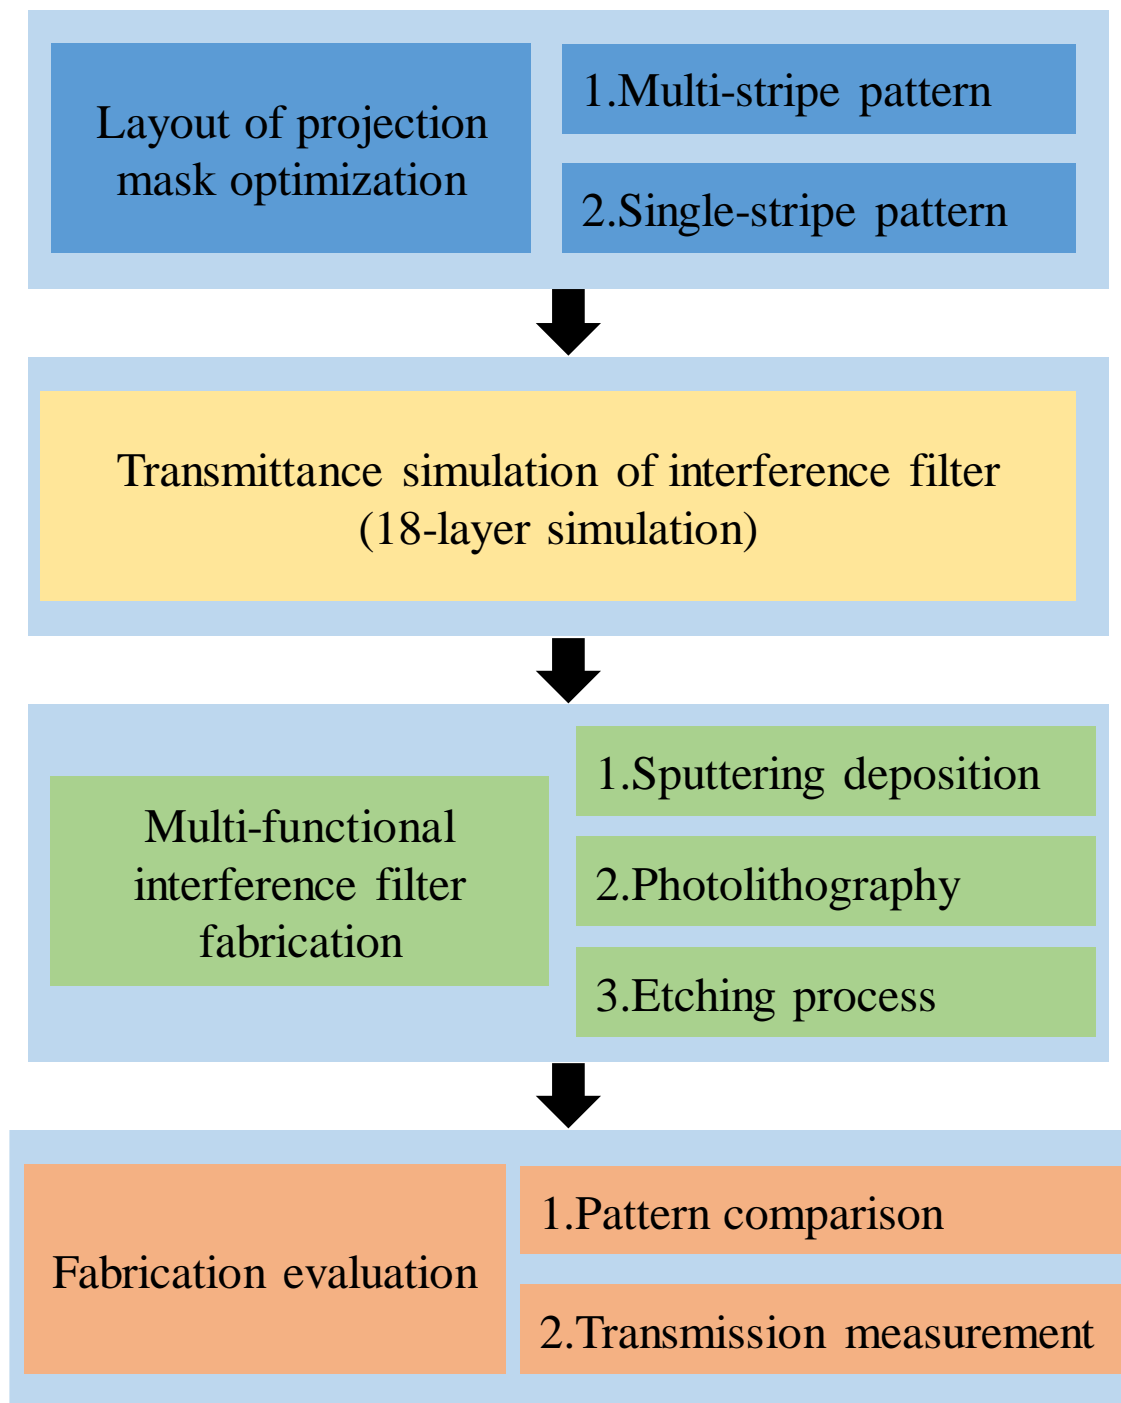 Layout of projection
mask optimization
1.Multi-stripe pattern
2.Single-stripe pattern
Transmittance simulation of interference filter
(18-layer simulation)
Multi-functional
interference filter
fabrication
1.Sputtering deposition
2.Photolithography
3.Etching process
Fabrication evaluation
1.Pattern comparison
2.Transmission measurement